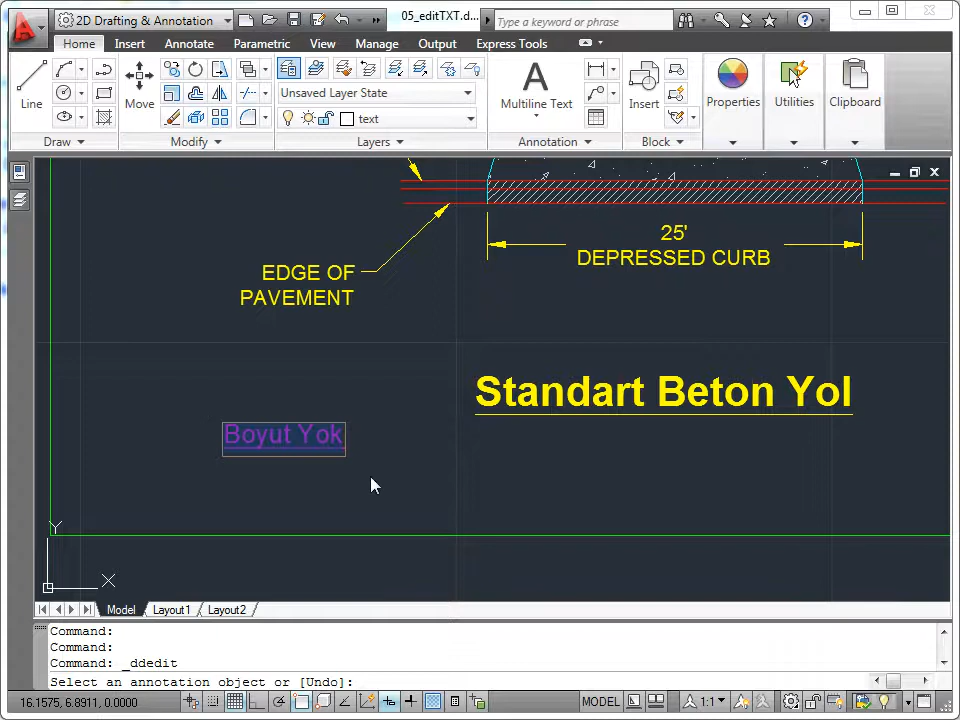 2D Drafting & Annotation
05_editTXT.d...
Type a keyword or phrase
Home Insert Annotate Parametric View Manage Output Express Tools
Unsaved Layer State
text
Line Move A Multiline Text Insert Properties Utilities Clipboard
Draw Modify Layers Annotation Block
25'
DEPRESSED CURB
EDGE OF
PAVEMENT
Standart Beton Yol
Boyut Yok
Y
X
Model Layout1 Layout2
Command:
Command:
Command: _ddedit
Select an annotation object or [Undo]:
16.1575, 6.8911, 0.0000
MODEL
1:1